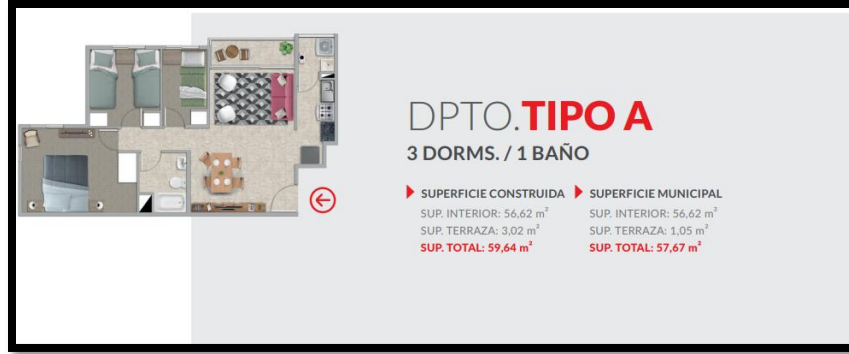 DPTO.TIPO A
3 DORMS. / 1 BAÑO
SUPERFICIE CONSTRUIDA
SUP. INTERIOR: 56,62 m²
SUP. TERRAZA: 3,02 m²
SUP. TOTAL: 59,64 m²
SUPERFICIE MUNICIPAL
SUP. INTERIOR: 56,62 m²
SUP. TERRAZA: 1,05 m²
SUP. TOTAL: 57,67 m²